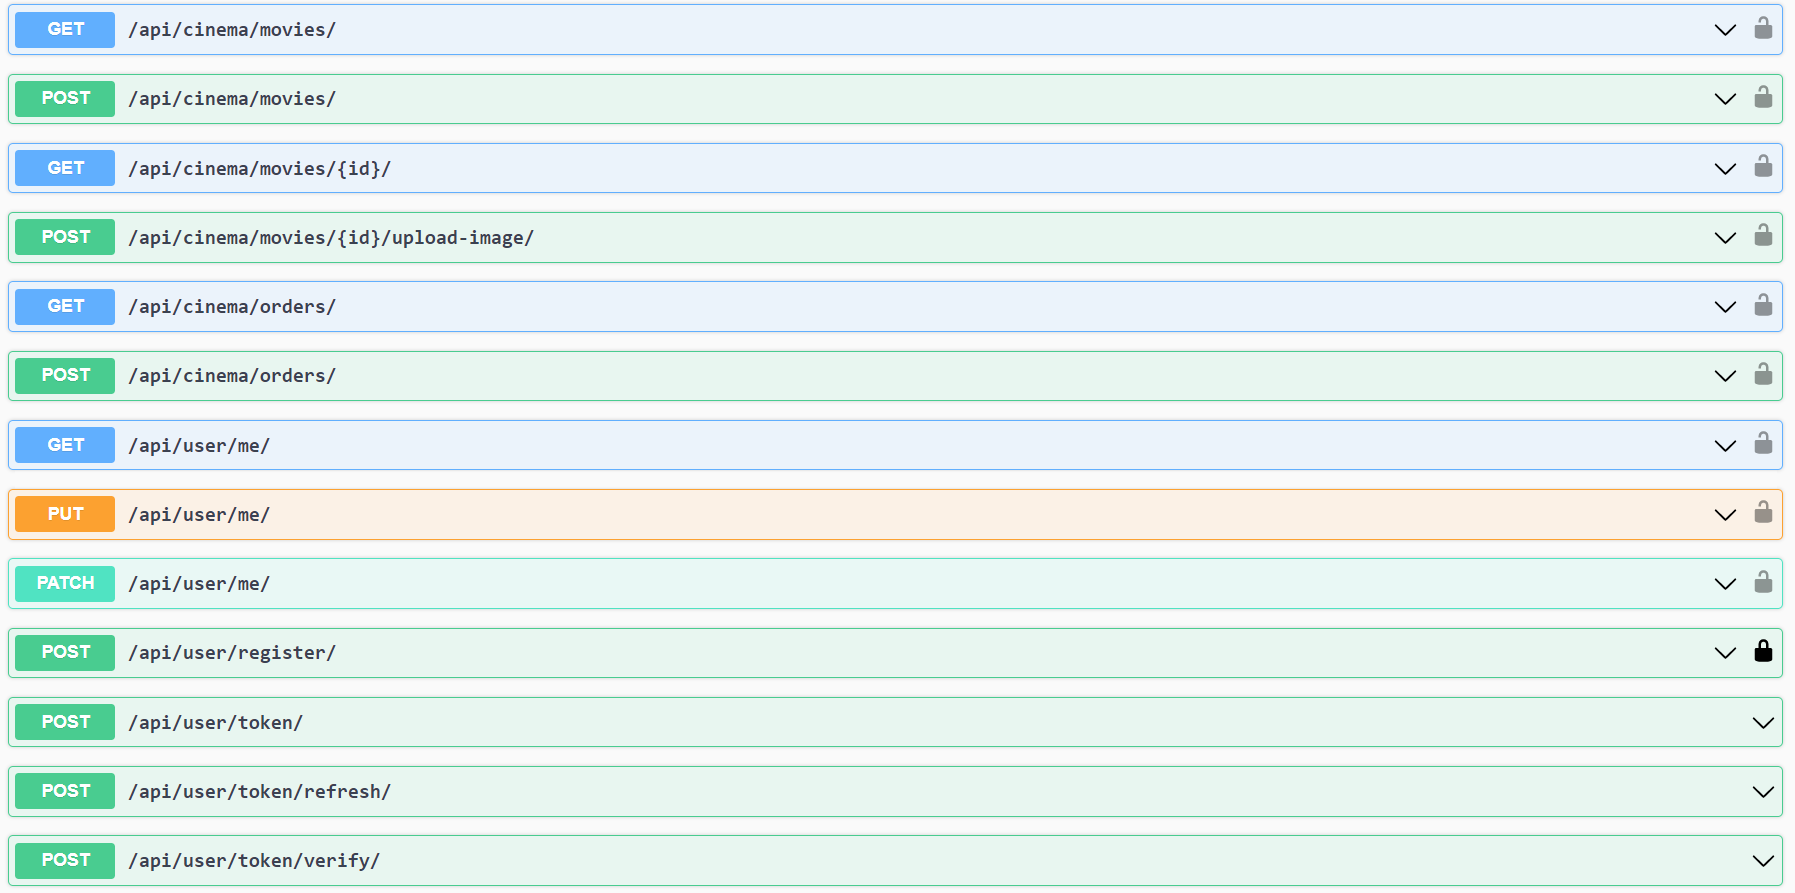 GET /api/cinema/movies/
POST /api/cinema/movies/
GET /api/cinema/movies/{id}/
POST /api/cinema/movies/{id}/upload-image/
GET /api/cinema/orders/
POST /api/cinema/orders/
GET /api/user/me/
PUT /api/user/me/
PATCH /api/user/me/
POST /api/user/register/
POST /api/user/token/
POST /api/user/token/refresh/
POST /api/user/token/verify/